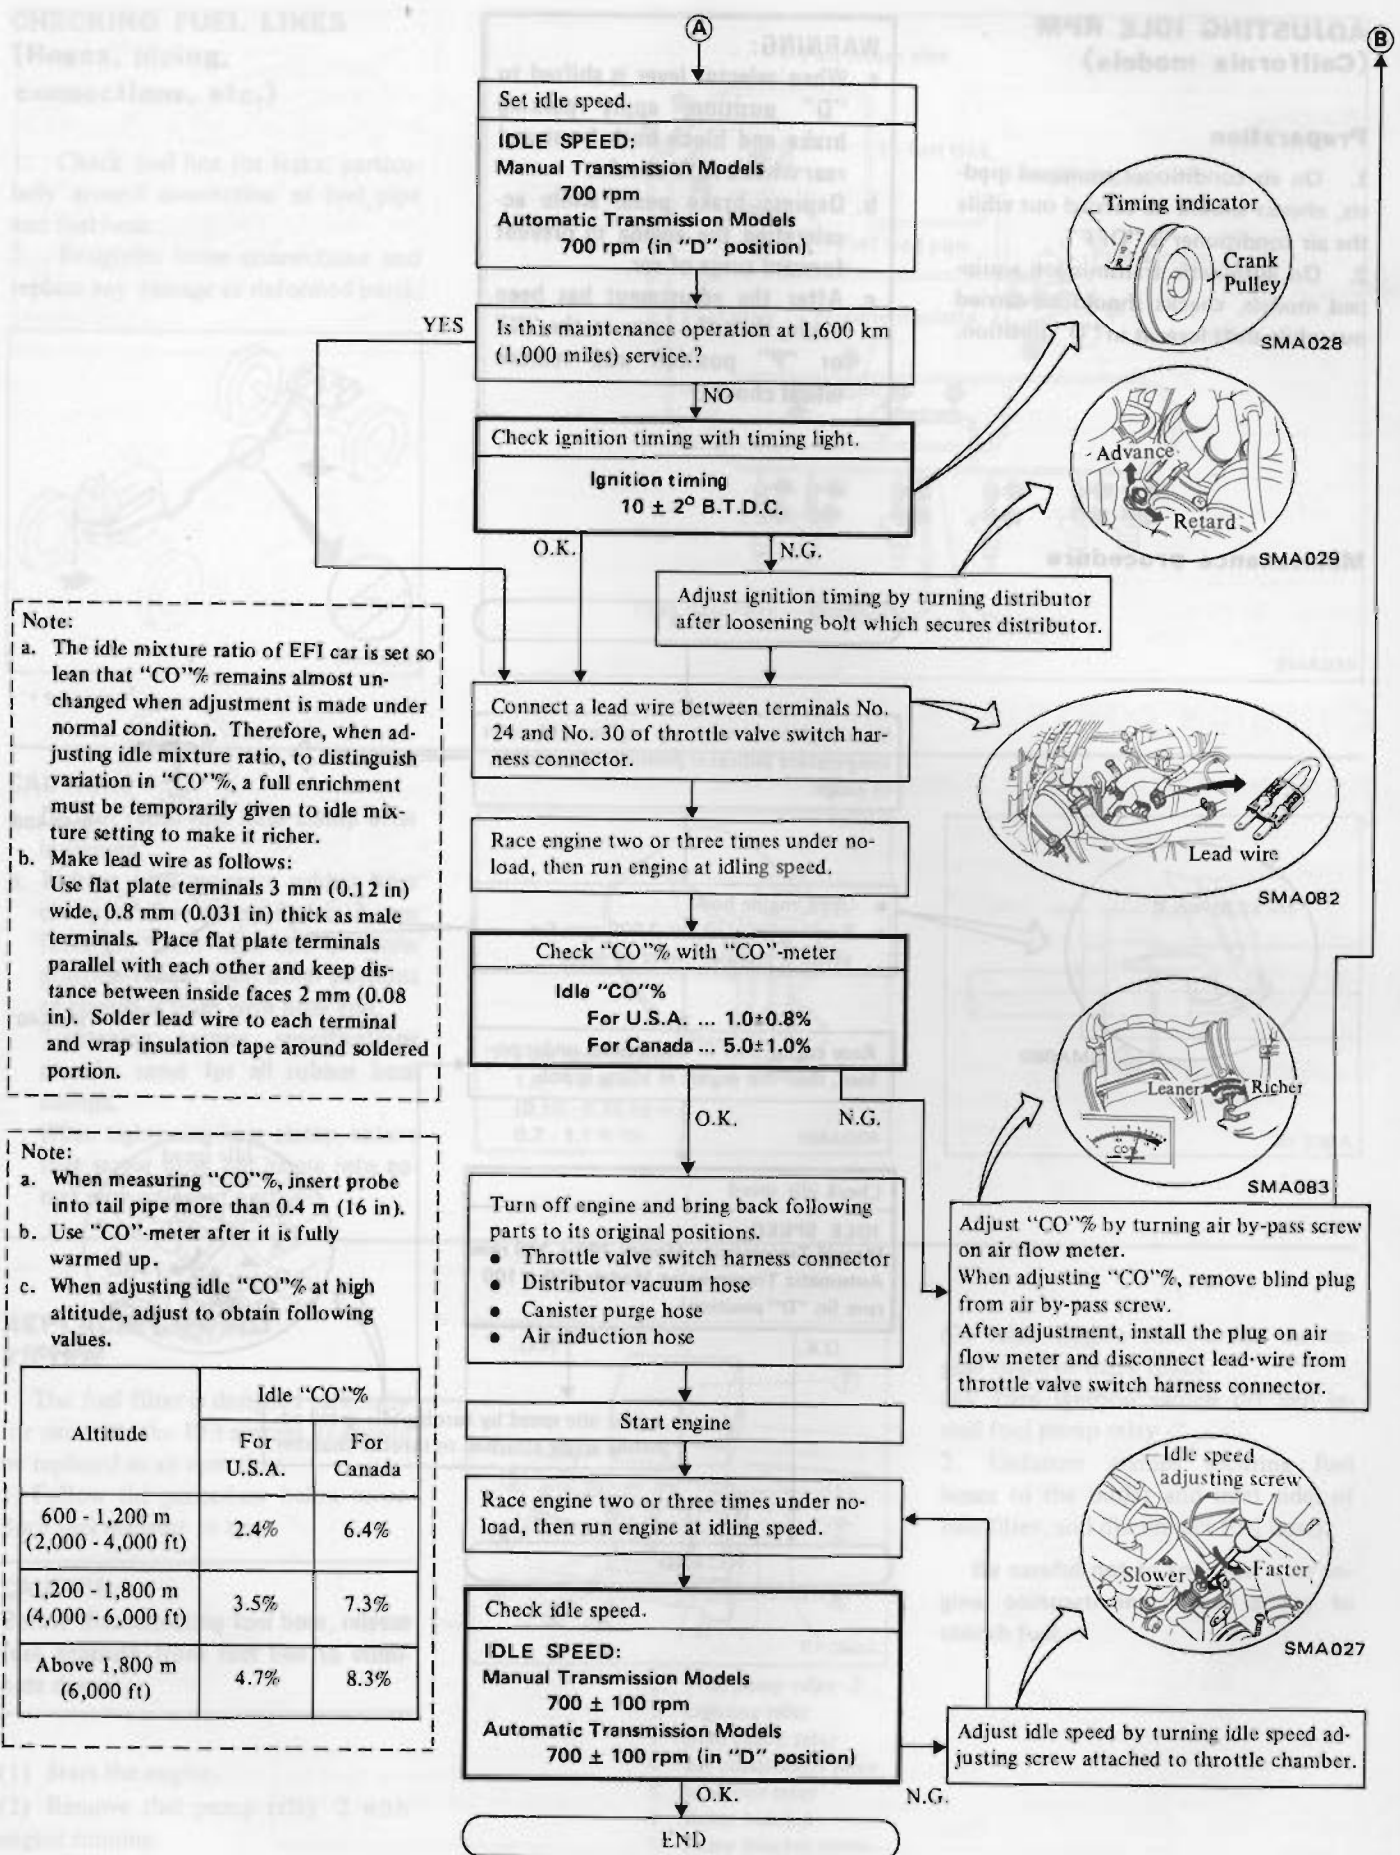 A
B
Set idle speed.
IDLE SPEED:
Manual Transmission Models
700 rpm
Automatic Transmission Models
700 rpm (in "D" position)
YES
Is this maintenance operation at 1,600 km
(1,000 miles) service.?
NO
Check ignition timing with timing light.
Ignition timing
10 ± 2° B.T.D.C.
O.K.
N.G.
Adjust ignition timing by turning distributor
after loosening bolt which secures distributor.
Timing indicator
Crank
Pulley
SMA028
Advance
Retard
SMA029
Note:
a. The idle mixture ratio of EFI car is set so
lean that "CO"% remains almost un-
changed when adjustment is made under
normal condition. Therefore, when ad-
justing idle mixture ratio, to distinguish
variation in "CO"%, a full enrichment
must be temporarily given to idle mix-
ture setting to make it richer.
b. Make lead wire as follows:
Use flat plate terminals 3 mm (0.12 in)
wide, 0.8 mm (0.031 in) thick as male
terminals. Place flat plate terminals
parallel with each other and keep dis-
tance between inside faces 2 mm (0.08
in). Solder lead wire to each terminal
and wrap insulation tape around soldered
portion.
Connect a lead wire between terminals No.
24 and No. 30 of throttle valve switch har-
ness connector.
Lead wire
SMA082
Race engine two or three times under no-
load, then run engine at idling speed.
Check "CO"% with "CO"-meter
Idle "CO"%
For U.S.A. ... 1.0±0.8%
For Canada ... 5.0±1.0%
O.K.
N.G.
Leaner
Richer
CO%
SMA083
Note:
a. When measuring "CO"%, insert probe
into tail pipe more than 0.4 m (16 in).
b. Use "CO"-meter after it is fully
warmed up.
c. When adjusting idle "CO"% at high
altitude, adjust to obtain following
values.
Altitude
Idle "CO"%
For
U.S.A.
For
Canada
600 - 1,200 m
(2,000 - 4,000 ft)
2.4%
6.4%
1,200 - 1,800 m
(4,000 - 6,000 ft)
3.5%
7.3%
Above 1,800 m
(6,000 ft)
4.7%
8.3%
Turn off engine and bring back following
parts to its original positions.
● Throttle valve switch harness connector
● Distributor vacuum hose
● Canister purge hose
● Air induction hose
Adjust "CO"% by turning air by-pass screw
on air flow meter.
When adjusting "CO"%, remove blind plug
from air by-pass screw.
After adjustment, install the plug on air
flow meter and disconnect lead-wire from
throttle valve switch harness connector.
Start engine
Race engine two or three times under no-
load, then run engine at idling speed.
Idle speed
adjusting screw
Slower
Faster
SMA027
Check idle speed.
IDLE SPEED:
Manual Transmission Models
700 ± 100 rpm
Automatic Transmission Models
700 ± 100 rpm (in "D" position)
Adjust idle speed by turning idle speed ad-
justing screw attached to throttle chamber.
O.K.
N.G.
END